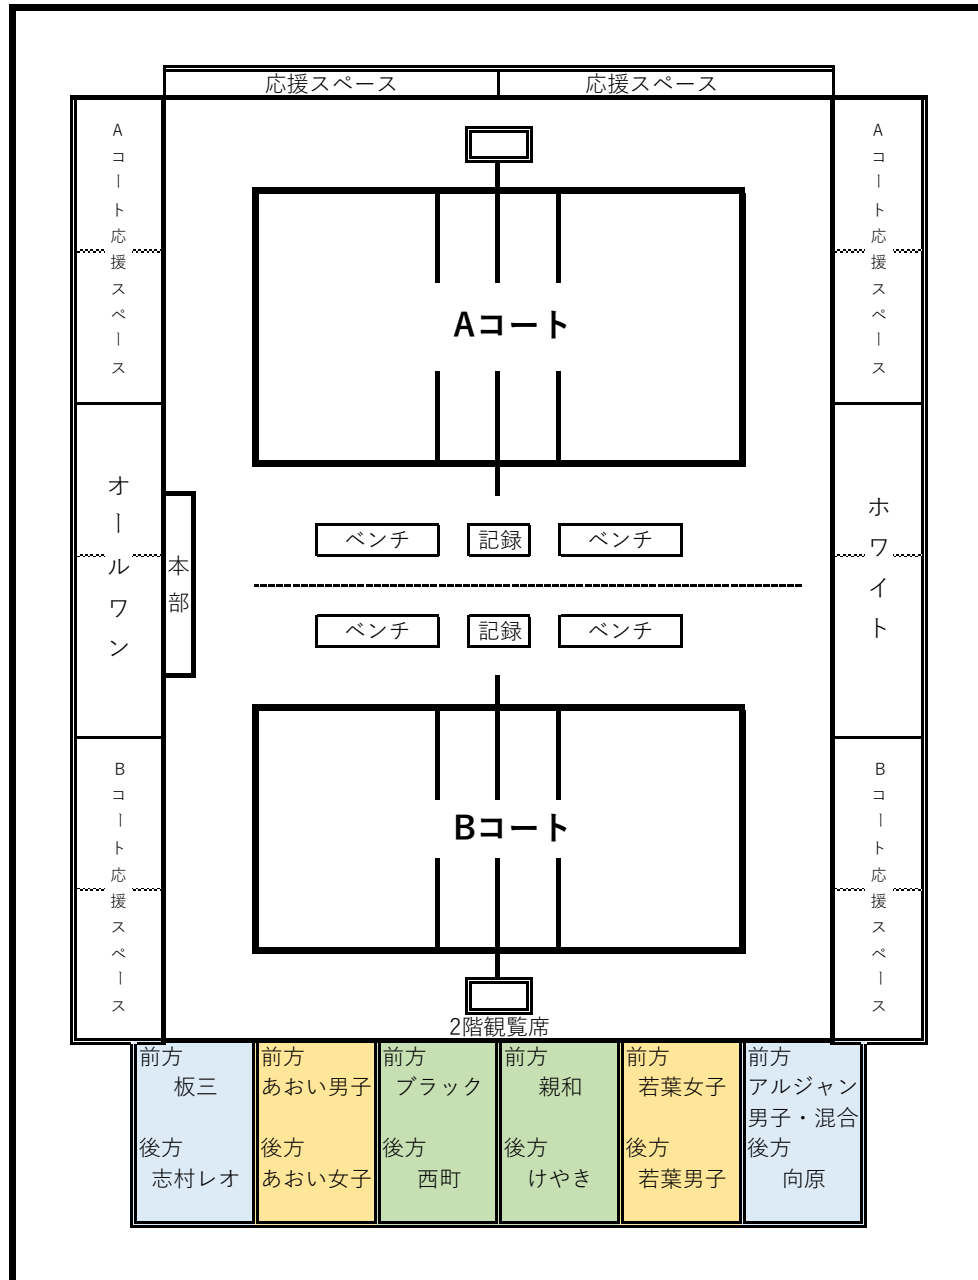 応援スペース 応援スペース
Aコート応援スペース
Aコート応援スペース
Aコート
オールワン
本部
ホワイト
ベンチ 記録 ベンチ
ベンチ 記録 ベンチ
Bコート応援スペース
Bコート応援スペース
Bコート
2階観覧席
前方 前方 前方 前方 前方 前方
板三 あおい男子 ブラック 親和 若葉女子 アルジャン
男子・混合
後方 後方 後方 後方 後方 後方
志村レオ あおい女子 西町 けやき 若葉男子 向原